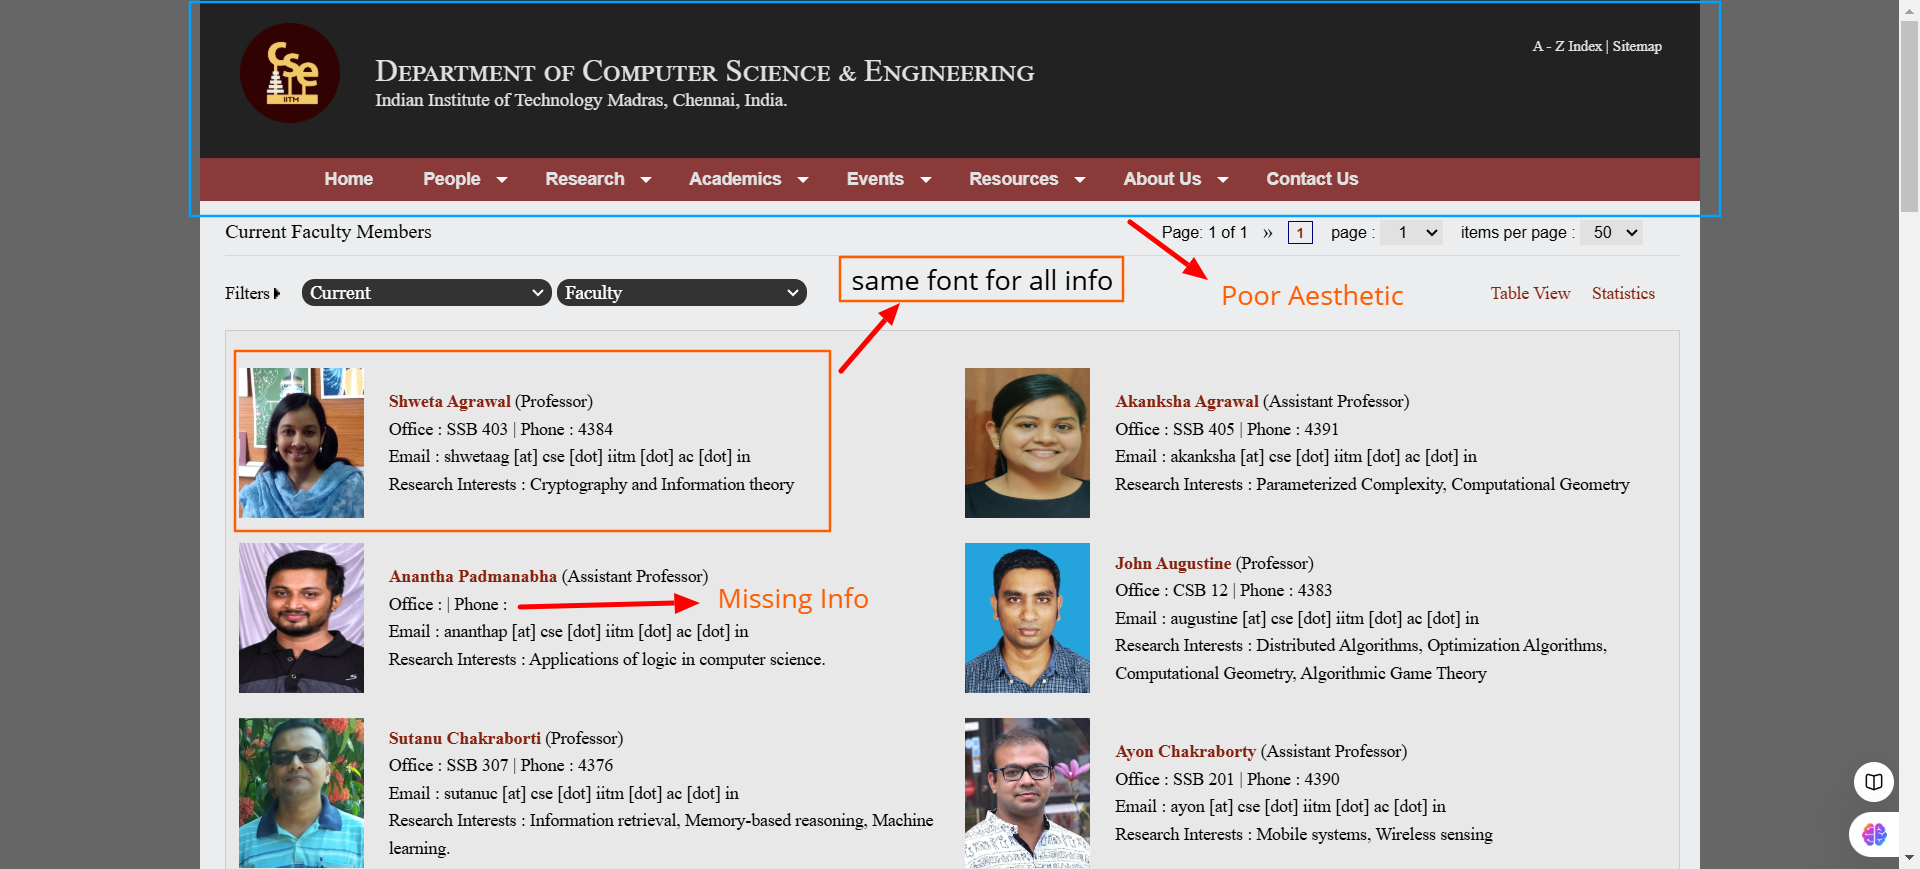 CSE
IITM
A - Z Index | Sitemap
Department of Computer Science & Engineering
Indian Institute of Technology Madras, Chennai, India.
Home People Research Academics Events Resources About Us Contact Us
Current Faculty Members
Page: 1 of 1 » 1 page : 1 items per page : 50
Filters Current Faculty
same font for all info
Poor Aesthetic
Table View Statistics
Shweta Agrawal (Professor)
Office : SSB 403 | Phone : 4384
Email : shwetaag [at] cse [dot] iitm [dot] ac [dot] in
Research Interests : Cryptography and Information theory
Akanksha Agrawal (Assistant Professor)
Office : SSB 405 | Phone : 4391
Email : akanksha [at] cse [dot] iitm [dot] ac [dot] in
Research Interests : Parameterized Complexity, Computational Geometry
Anantha Padmanabha (Assistant Professor)
Office : | Phone :
Missing Info
Email : ananthap [at] cse [dot] iitm [dot] ac [dot] in
Research Interests : Applications of logic in computer science.
John Augustine (Professor)
Office : CSB 12 | Phone : 4383
Email : augustine [at] cse [dot] iitm [dot] ac [dot] in
Research Interests : Distributed Algorithms, Optimization Algorithms,
Computational Geometry, Algorithmic Game Theory
Sutanu Chakraborti (Professor)
Office : SSB 307 | Phone : 4376
Email : sutanuc [at] cse [dot] iitm [dot] ac [dot] in
Research Interests : Information retrieval, Memory-based reasoning, Machine
learning.
Ayon Chakraborty (Assistant Professor)
Office : SSB 201 | Phone : 4390
Email : ayon [at] cse [dot] iitm [dot] ac [dot] in
Research Interests : Mobile systems, Wireless sensing